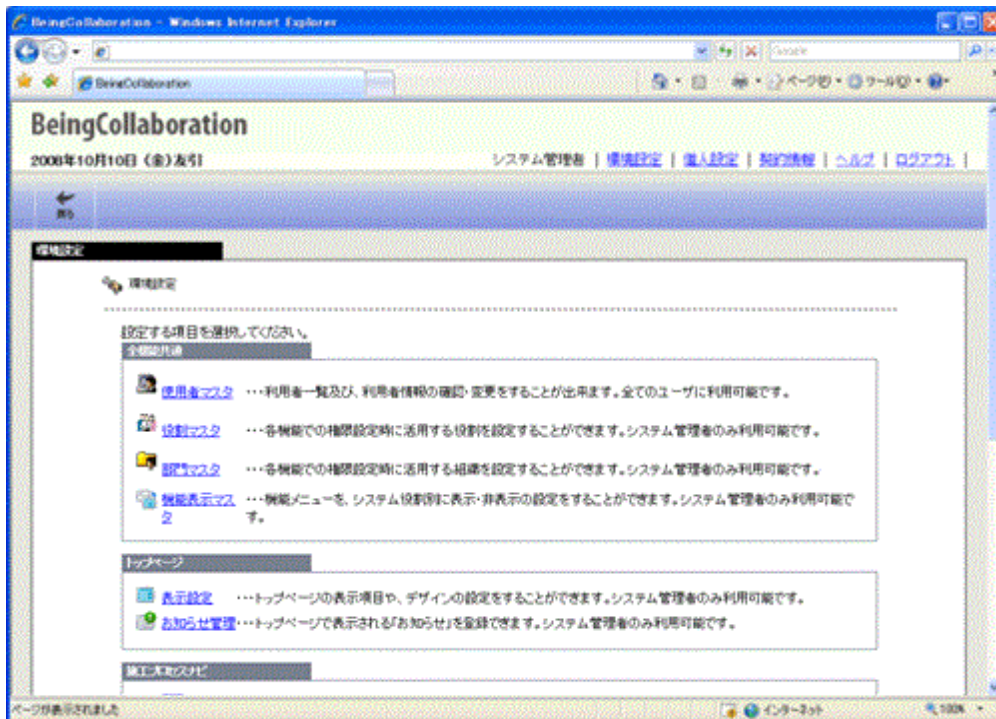 BeingCollaboration - Windows Internet Explorer
Google
BeingCollaboration
ページ(P) ツール(O)
BeingCollaboration
2008年10月10日 (金)友引
システム管理者 | 環境設定 | 個人設定 | 契約情報 | ヘルプ | ログアウト |
戻る
環境設定
環境設定
設定する項目を選択してください。
全機能共通
使用者マスタ ・・・利用者一覧及び、利用者情報の確認・変更をすることが出来ます。全てのユーザに利用可能です。
役割マスタ ・・・各機能での権限設定時に活用する役割を設定することができます。システム管理者のみ利用可能です。
部門マスタ ・・・各機能での権限設定時に活用する組織を設定することができます。システム管理者のみ利用可能です。
機能表示マス ・・・機能メニューを、システム役割別に表示・非表示の設定をすることができます。システム管理者のみ利用可能で
タ す。
トップページ
表示設定 ・・・トップページの表示項目や、デザインの設定をすることができます。システム管理者のみ利用可能です。
お知らせ管理・・・トップページで表示される「お知らせ」を登録できます。システム管理者のみ利用可能です。
ページが表示されました
インターネット
100%